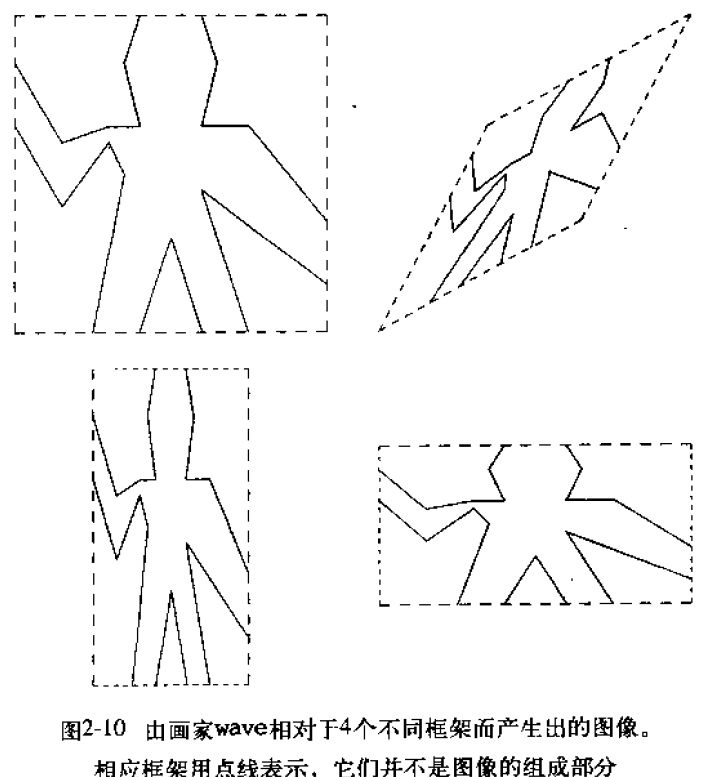 图2-10 由画家wave相对于4个不同框架而产生出的图像。
相应框架用点线表示，它们并不是图像的组成部分